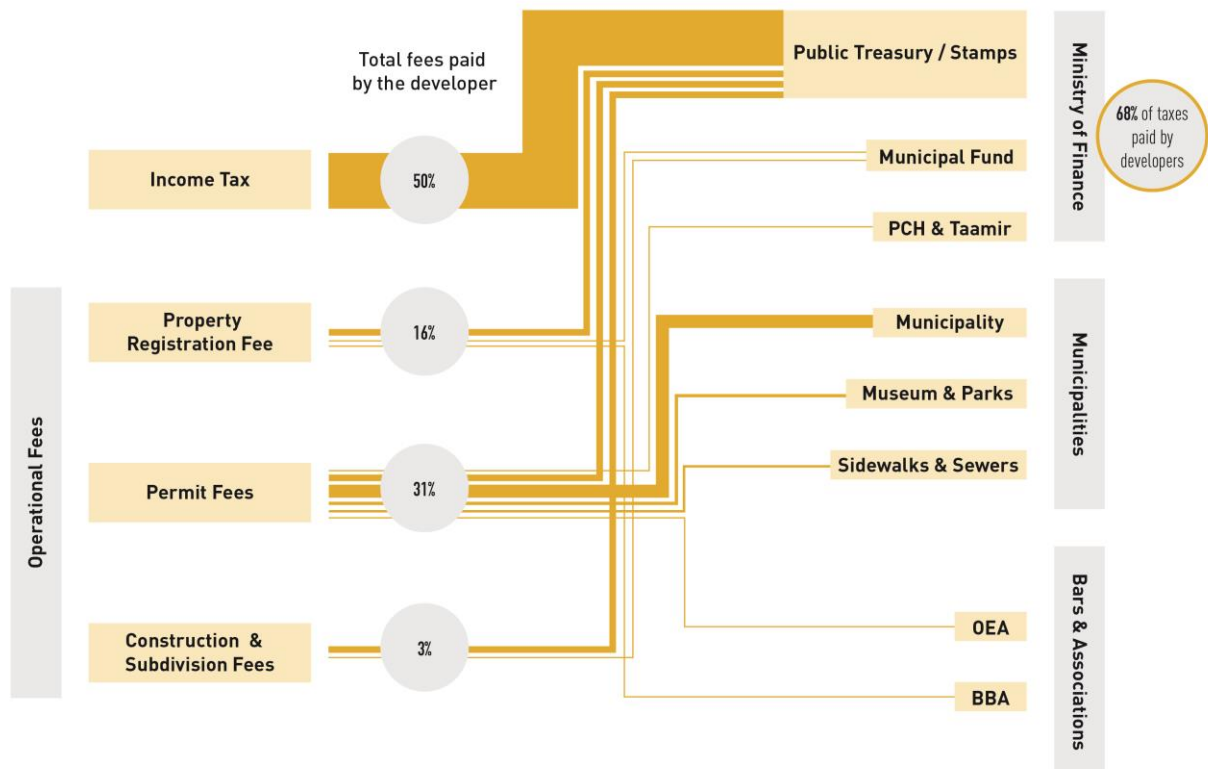 Total fees paid
by the developer
Operational Fees
Income Tax
50%
Property
Registration Fee
16%
Permit Fees
31%
Construction &
Subdivision Fees
3%
Public Treasury / Stamps
Municipal Fund
PCH & Taamir
Ministry of Finance
68% of taxes
paid by
developers
Municipality
Museum & Parks
Sidewalks & Sewers
Municipalities
OEA
BBA
Bars & Associations